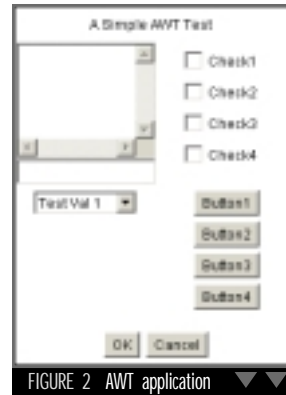 A Simple AWT Test
Check1
Check2
Check3
Check4
Test Val 1
Button1
Button2
Button3
Button4
OK Cancel
FIGURE 2 AWT application